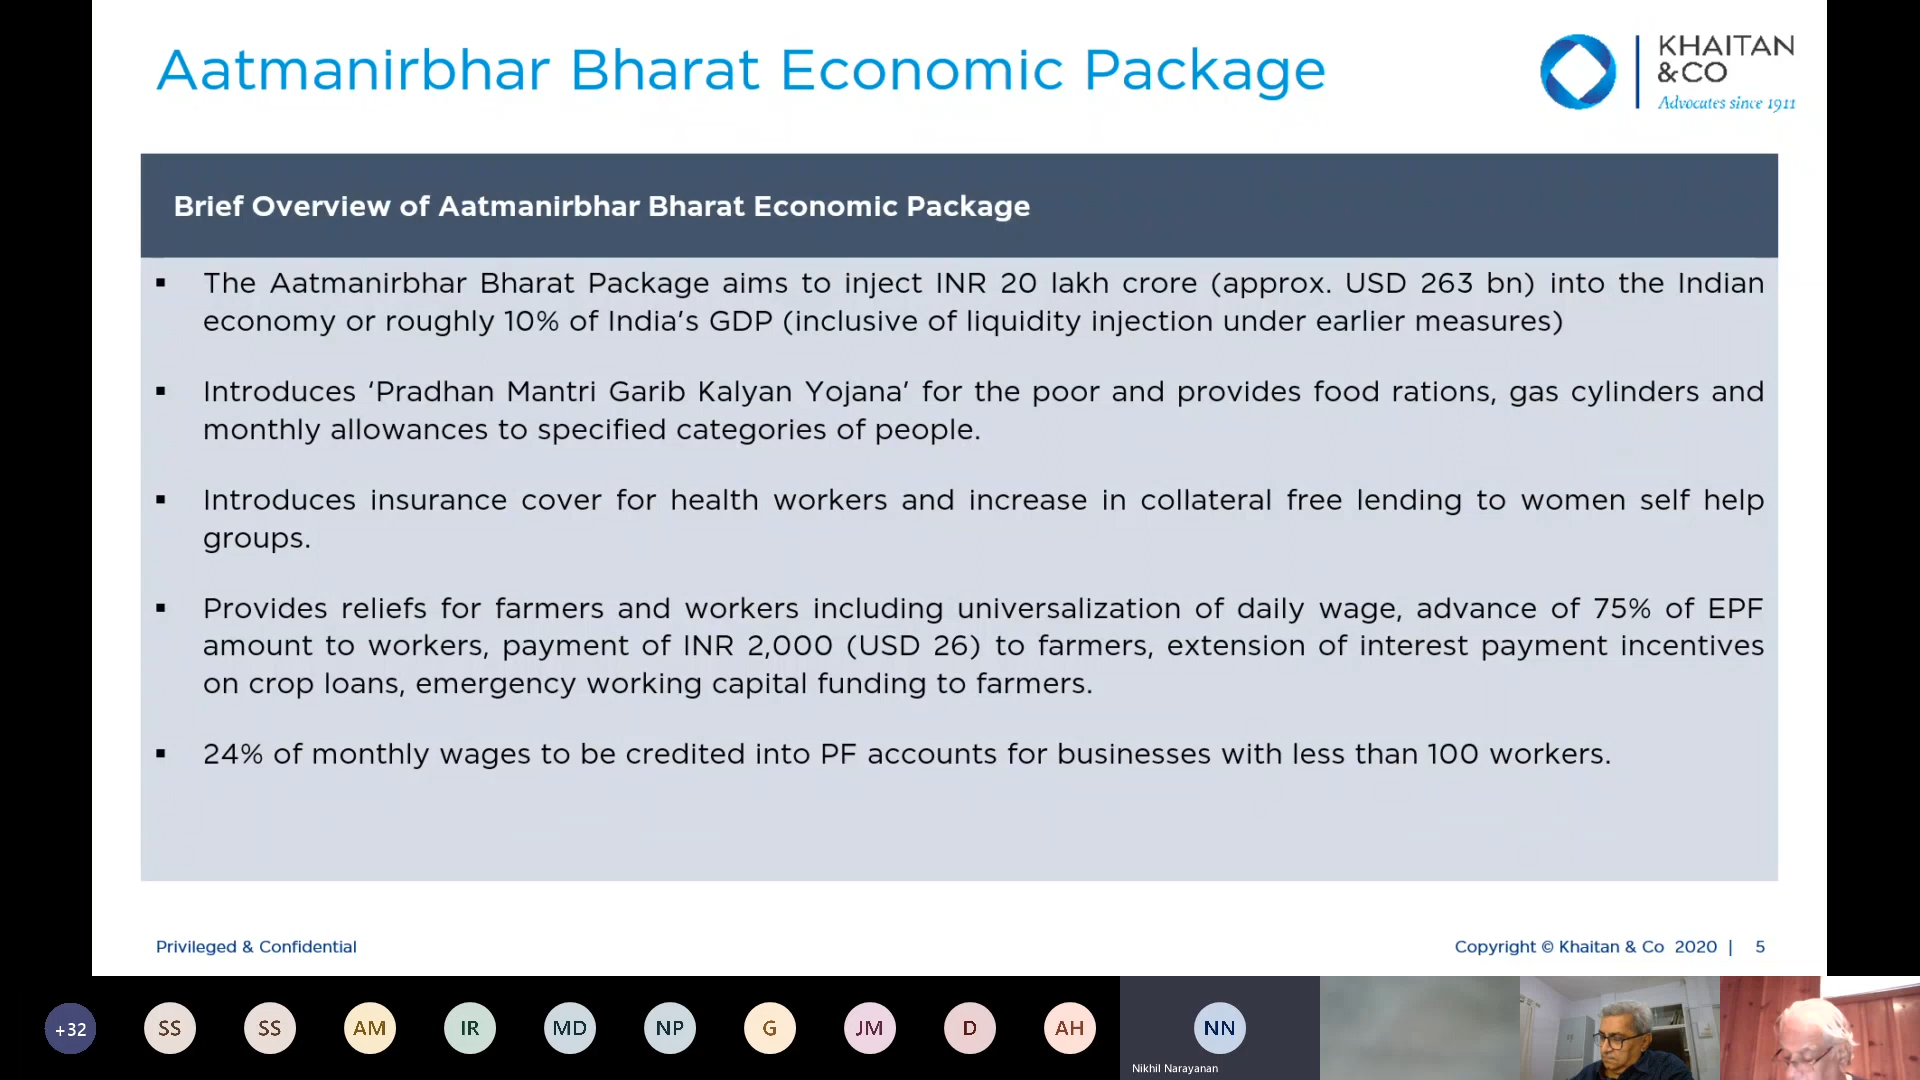 Aatmanirbhar Bharat Economic Package
KHAITAN
&CO
Advocates since 1911
Brief Overview of Aatmanirbhar Bharat Economic Package
▪ The Aatmanirbhar Bharat Package aims to inject INR 20 lakh crore (approx. USD 263 bn) into the Indian
economy or roughly 10% of India’s GDP (inclusive of liquidity injection under earlier measures)
▪ Introduces ‘Pradhan Mantri Garib Kalyan Yojana’ for the poor and provides food rations, gas cylinders and
monthly allowances to specified categories of people.
▪ Introduces insurance cover for health workers and increase in collateral free lending to women self help
groups.
▪ Provides reliefs for farmers and workers including universalization of daily wage, advance of 75% of EPF
amount to workers, payment of INR 2,000 (USD 26) to farmers, extension of interest payment incentives
on crop loans, emergency working capital funding to farmers.
▪ 24% of monthly wages to be credited into PF accounts for businesses with less than 100 workers.
Privileged & Confidential
Copyright © Khaitan & Co 2020 | 5
+32 SS SS AM IR MD NP G JM D AH NN
Nikhil Narayanan